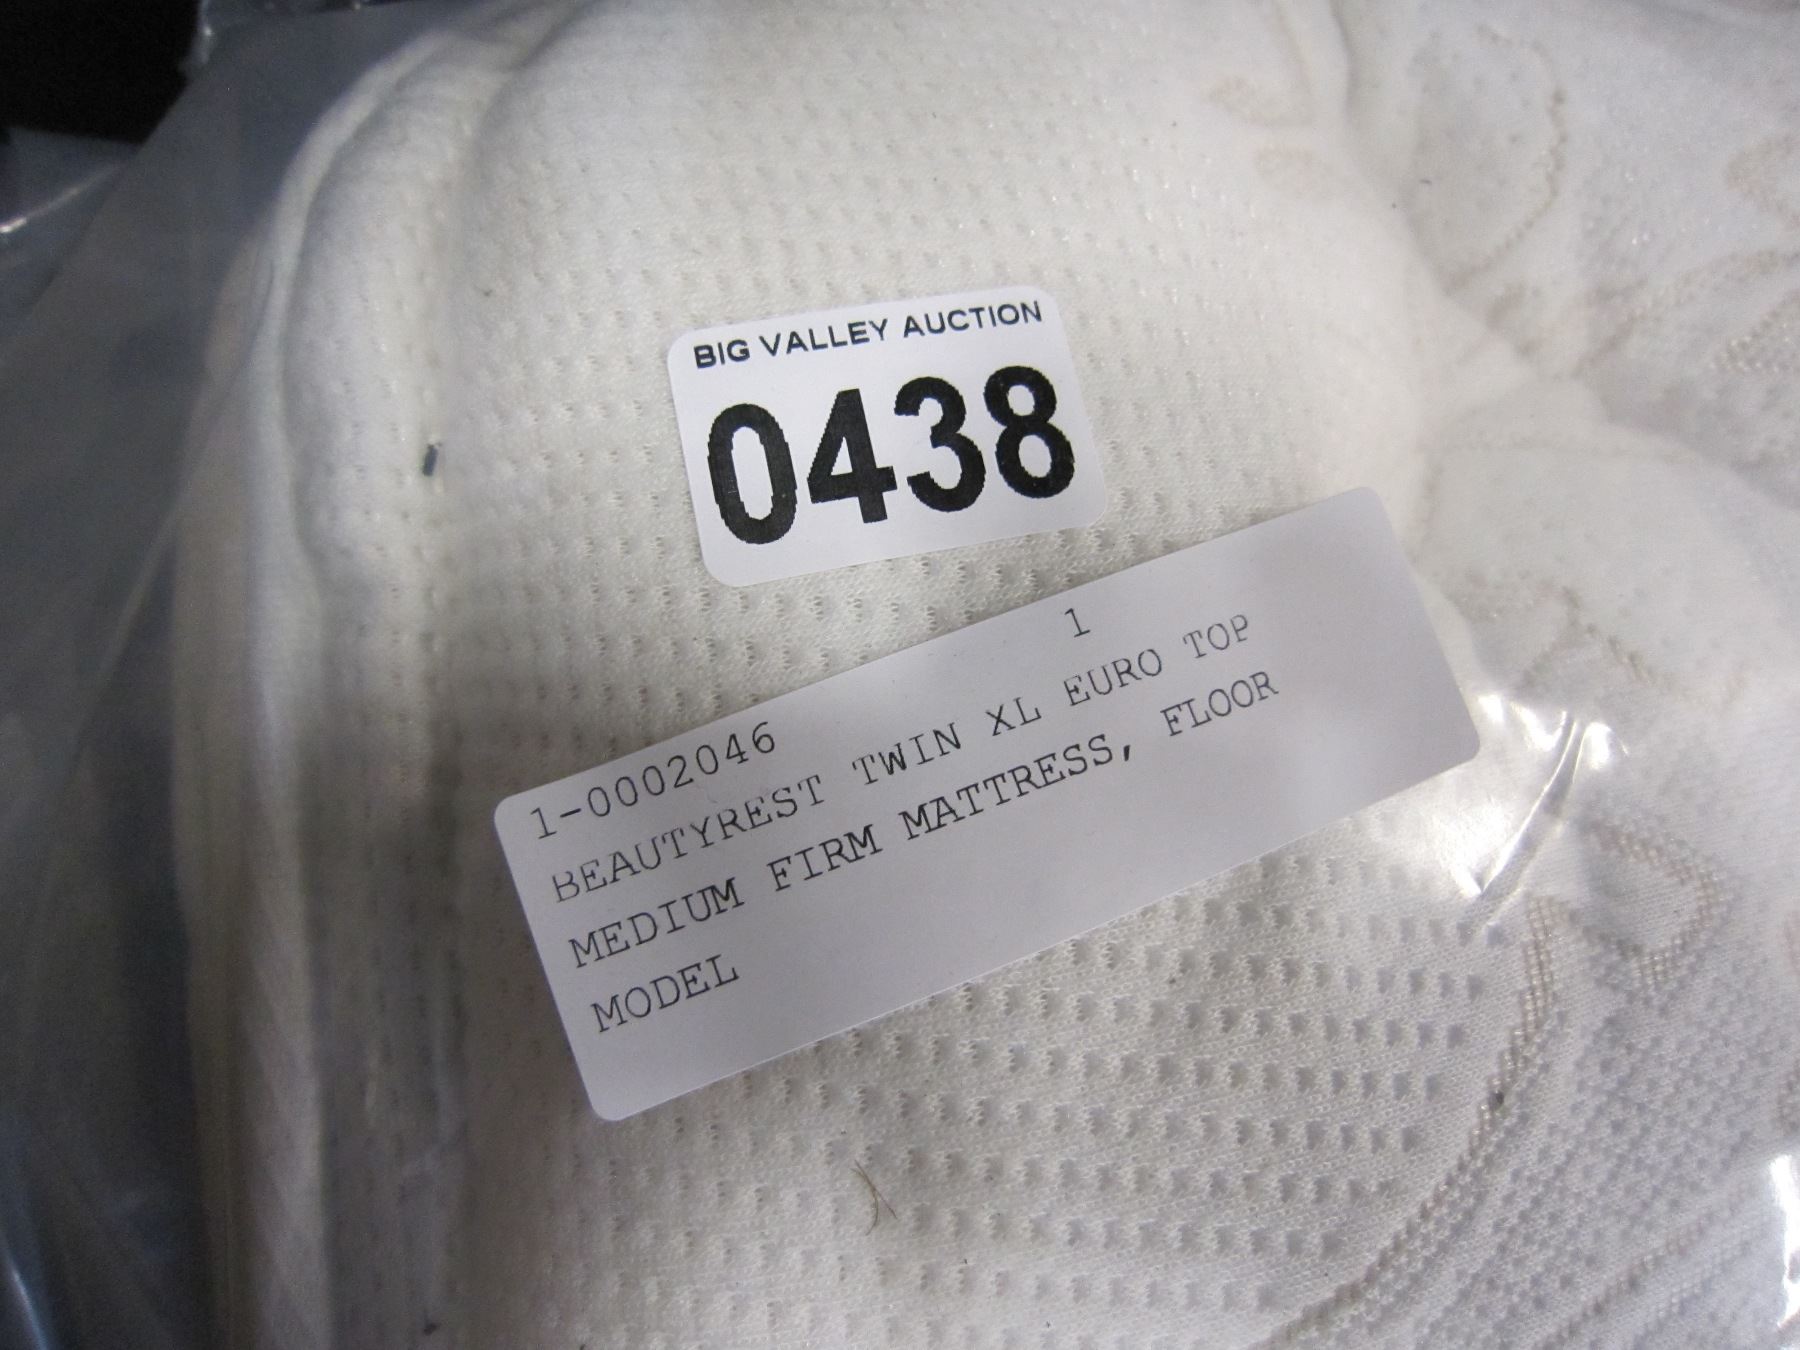 BIG VALLEY AUCTION
0438
1-0002046 1
BEAUTYREST TWIN XL EURO TOP
MEDIUM FIRM MATTRESS, FLOOR
MODEL